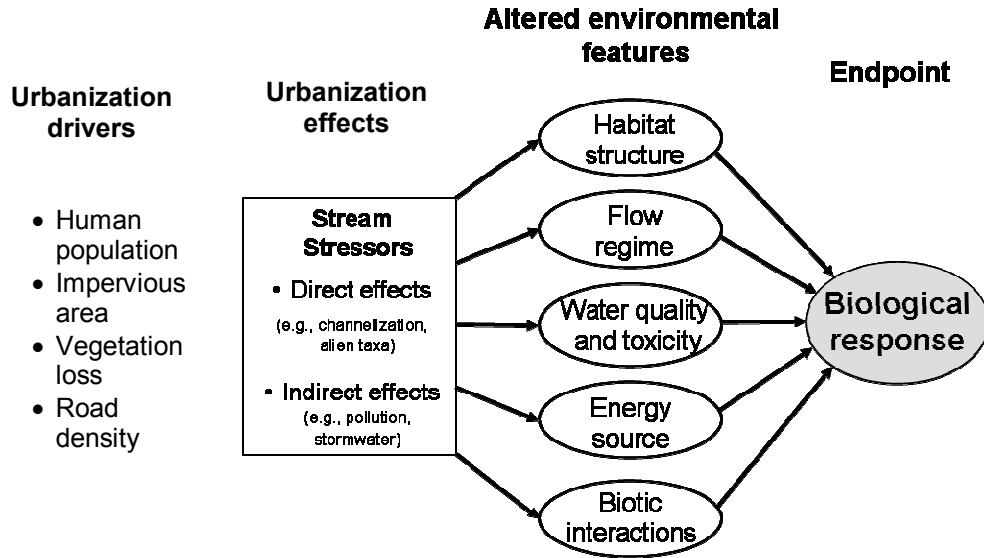 Urbanization
drivers
• Human
population
• Impervious
area
• Vegetation
loss
• Road
density
Urbanization
effects
Stream
Stressors
• Direct effects
(e.g., channelization,
alien taxa)
• Indirect effects
(e.g., pollution,
stormwater)
Altered environmental
features
Habitat
structure
Flow
regime
Water quality
and toxicity
Energy
source
Biotic
interactions
Endpoint
Biological
response